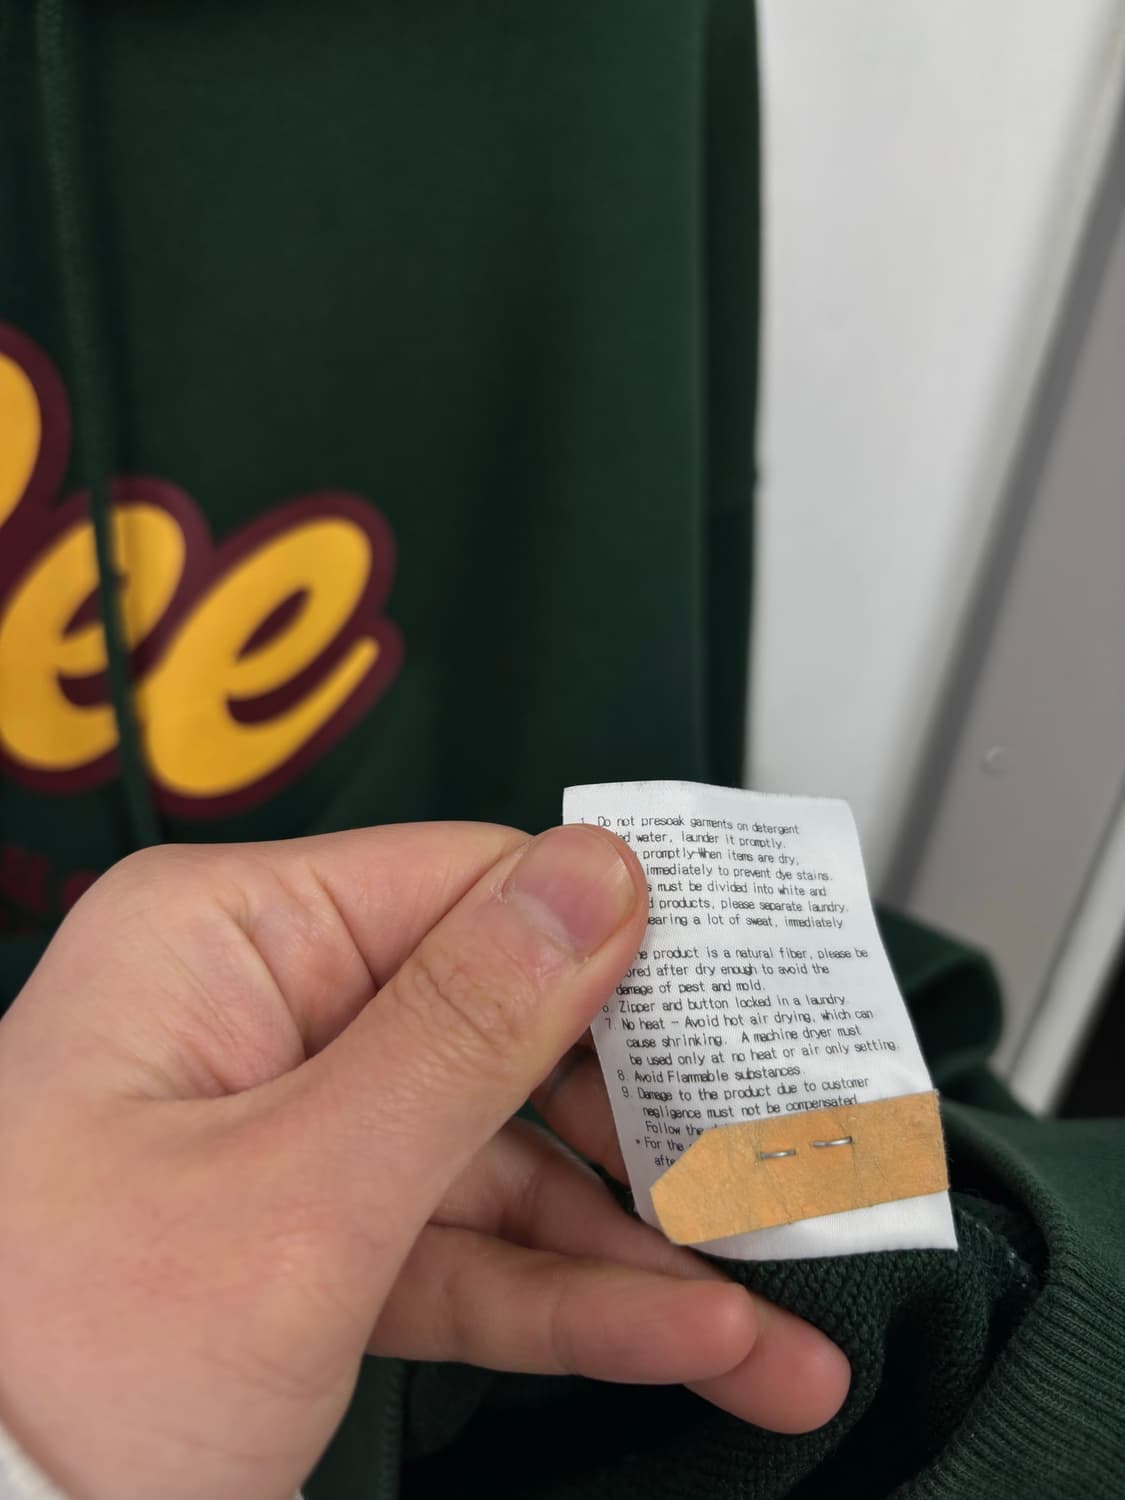 ee
1. Do not presoak garments on detergent
water, launder it promptly.
promptly-When items are dry,
immediately to prevent dye stains.
must be divided into white and
products, please separate laundry.
a lot of sweat, immediately
product is a natural fiber, please be
after dry enough to avoid the
damage of pest and mold.
6. Zipper and button locked in a laundry.
7. No heat - Avoid hot air drying, which can
cause shrinking. A machine dryer must
be used only at no heat or air only setting.
8. Avoid Flammable substances.
9. Damage to the product due to customer
negligence must not be compensated.
Follow the
* For the